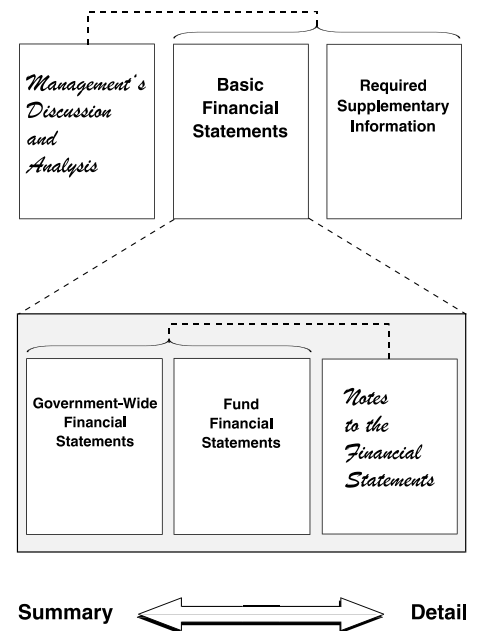 Management's
Discussion
and
Analysis
Basic
Financial
Statements
Required
Supplementary
Information
Government-Wide
Financial
Statements
Fund
Financial
Statements
Notes
to the
Financial
Statements
Summary
Detail